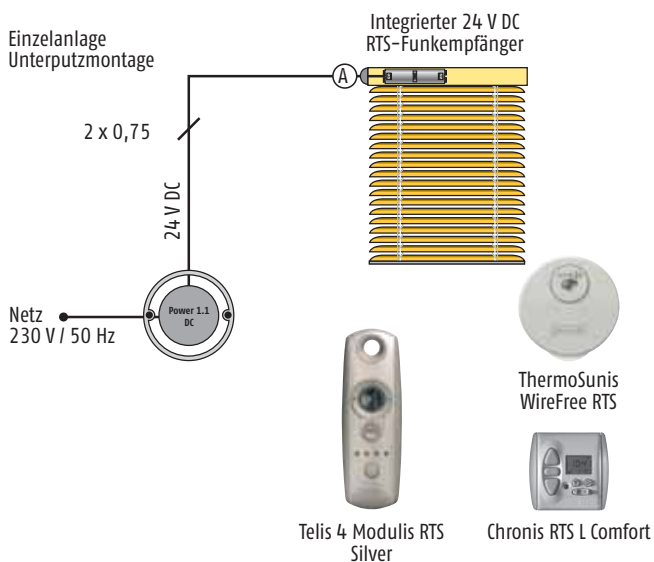 Einzelanlage
Unterputzmontage
Integrierter 24 V DC
RTS-Funkempfänger
A
2 x 0,75
24 V DC
Power 1.1
DC
Netz
230 V / 50 Hz
ThermoSunis
WireFree RTS
Telis 4 Modulis RTS
Silver
Chronis RTS L Comfort